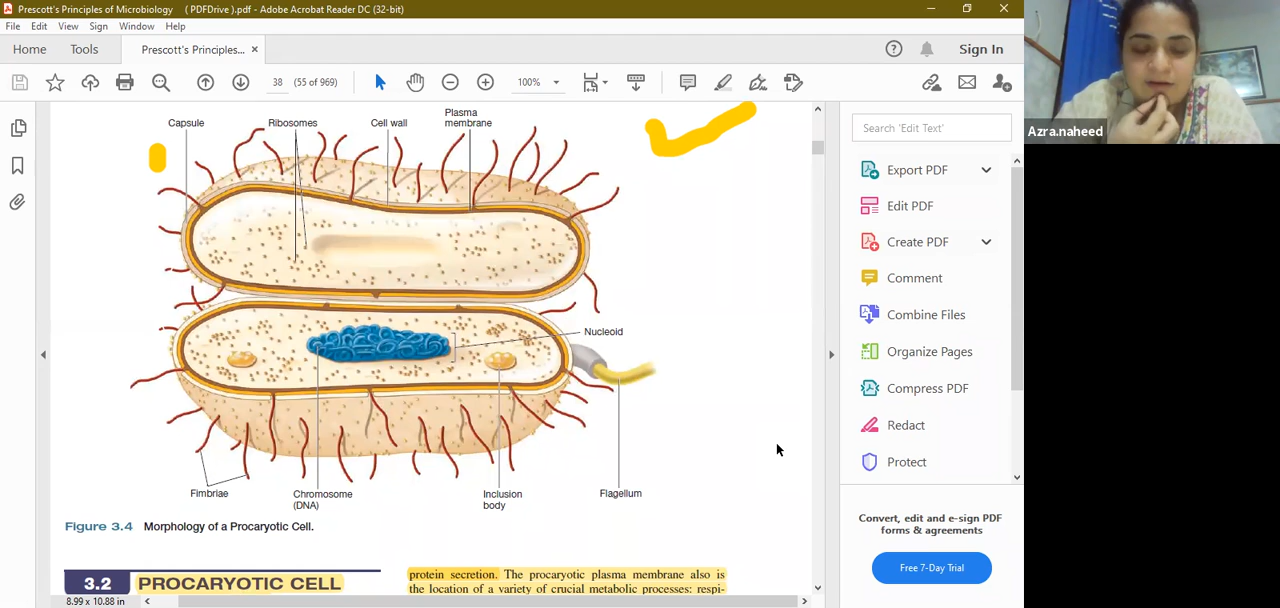 Prescott's Principles of Microbiology ( PDFDrive ).pdf - Adobe Acrobat Reader DC (32-bit)
File Edit View Sign Window Help
Home Tools Prescott's Principles... × Sign In
38 (55 of 969) 100%
Capsule Ribosomes Cell wall Plasma
membrane
Nucleoid
Fimbriae Chromosome
(DNA) Inclusion
body Flagellum
Figure 3.4 Morphology of a Procaryotic Cell.
3.2 PROCARYOTIC CELL
protein secretion. The procaryotic plasma membrane also is
the location of a variety of crucial metabolic processes: respi-
8.99 x 10.88 in
Search 'Edit Text'
Export PDF
Edit PDF
Create PDF
Comment
Combine Files
Organize Pages
Compress PDF
Redact
Protect
Convert, edit and e-sign PDF
forms & agreements
Free 7-Day Trial
Azra.naheed